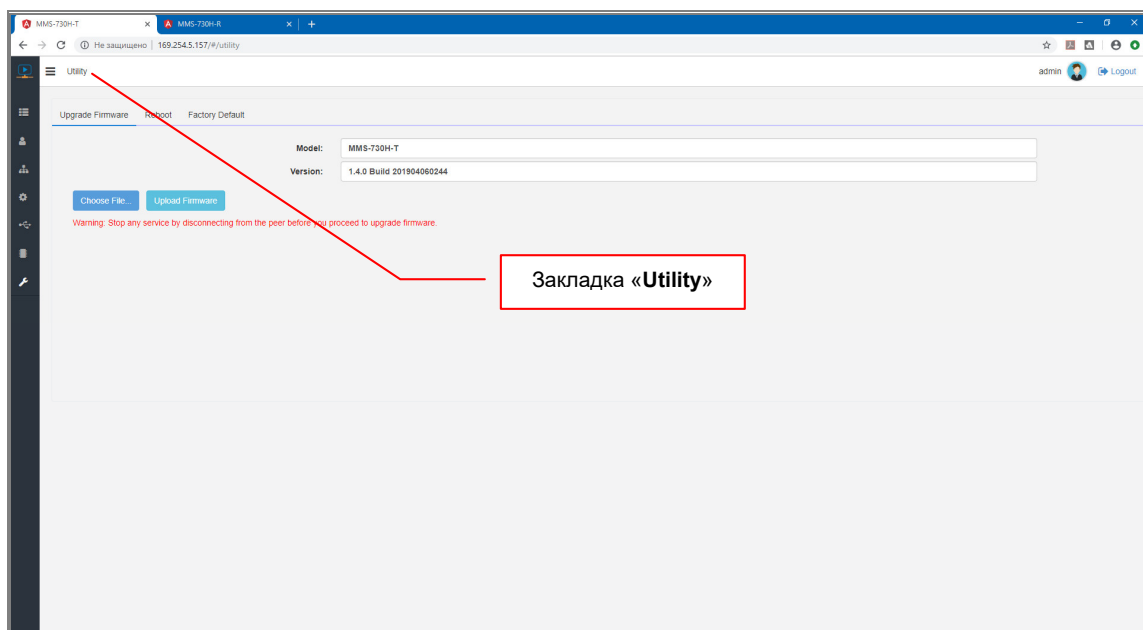 MMS-730H-T
MMS-730H-R
Не защищено | 169.254.5.157/#/utility
Utility
admin
Logout
Upgrade Firmware
Reboot
Factory Default
Model: MMS-730H-T
Version: 1.4.0 Build 201904060244
Choose File...
Upload Firmware
Warning: Stop any service by disconnecting from the peer before you proceed to upgrade firmware.
Закладка «Utility»